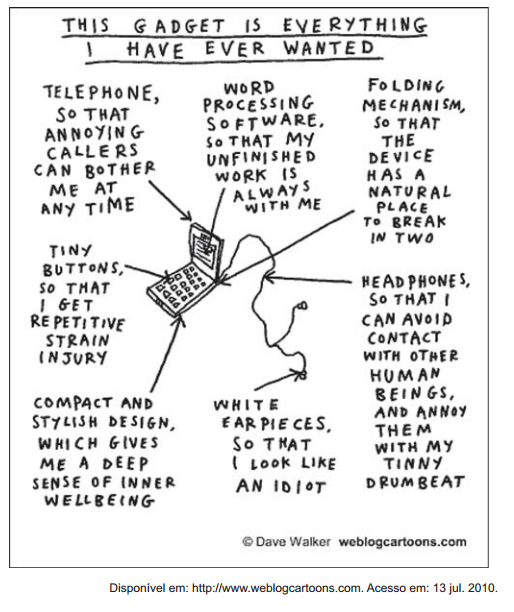 THIS GADGET IS EVERYTHING
I HAVE EVER WANTED
TELEPHONE,
SO THAT
ANNOYING
CALLERS
CAN BOTHER
ME AT
ANY TIME
WORD
PROCESSING
SOFTWARE,
SO THAT MY
UNFINISHED
WORK IS
ALWAYS
WITH ME
FOLDING
MECHANISM,
SO THAT
THE
DEVICE
HAS A
NATURAL
PLACE
TO BREAK
IN TWO
TINY
BUTTONS,
SO THAT
I GET
REPETITIVE
STRAIN
INJURY
HEADPHONES,
SO THAT I
CAN AVOID
CONTACT
WITH OTHER
HUMAN
BEINGS,
AND ANNOY
THEM
WITH MY
TINNY
DRUMBEAT
COMPACT AND
STYLISH DESIGN,
WHICH GIVES
ME A DEEP
SENSE OF INNER
WELLBEING
WHITE
EARPIECES,
SO THAT
I LOOK LIKE
AN IDIOT
© Dave Walker weblogcartoons.com
Disponível em: http://www.weblogcartoons.com. Acesso em: 13 jul. 2010.